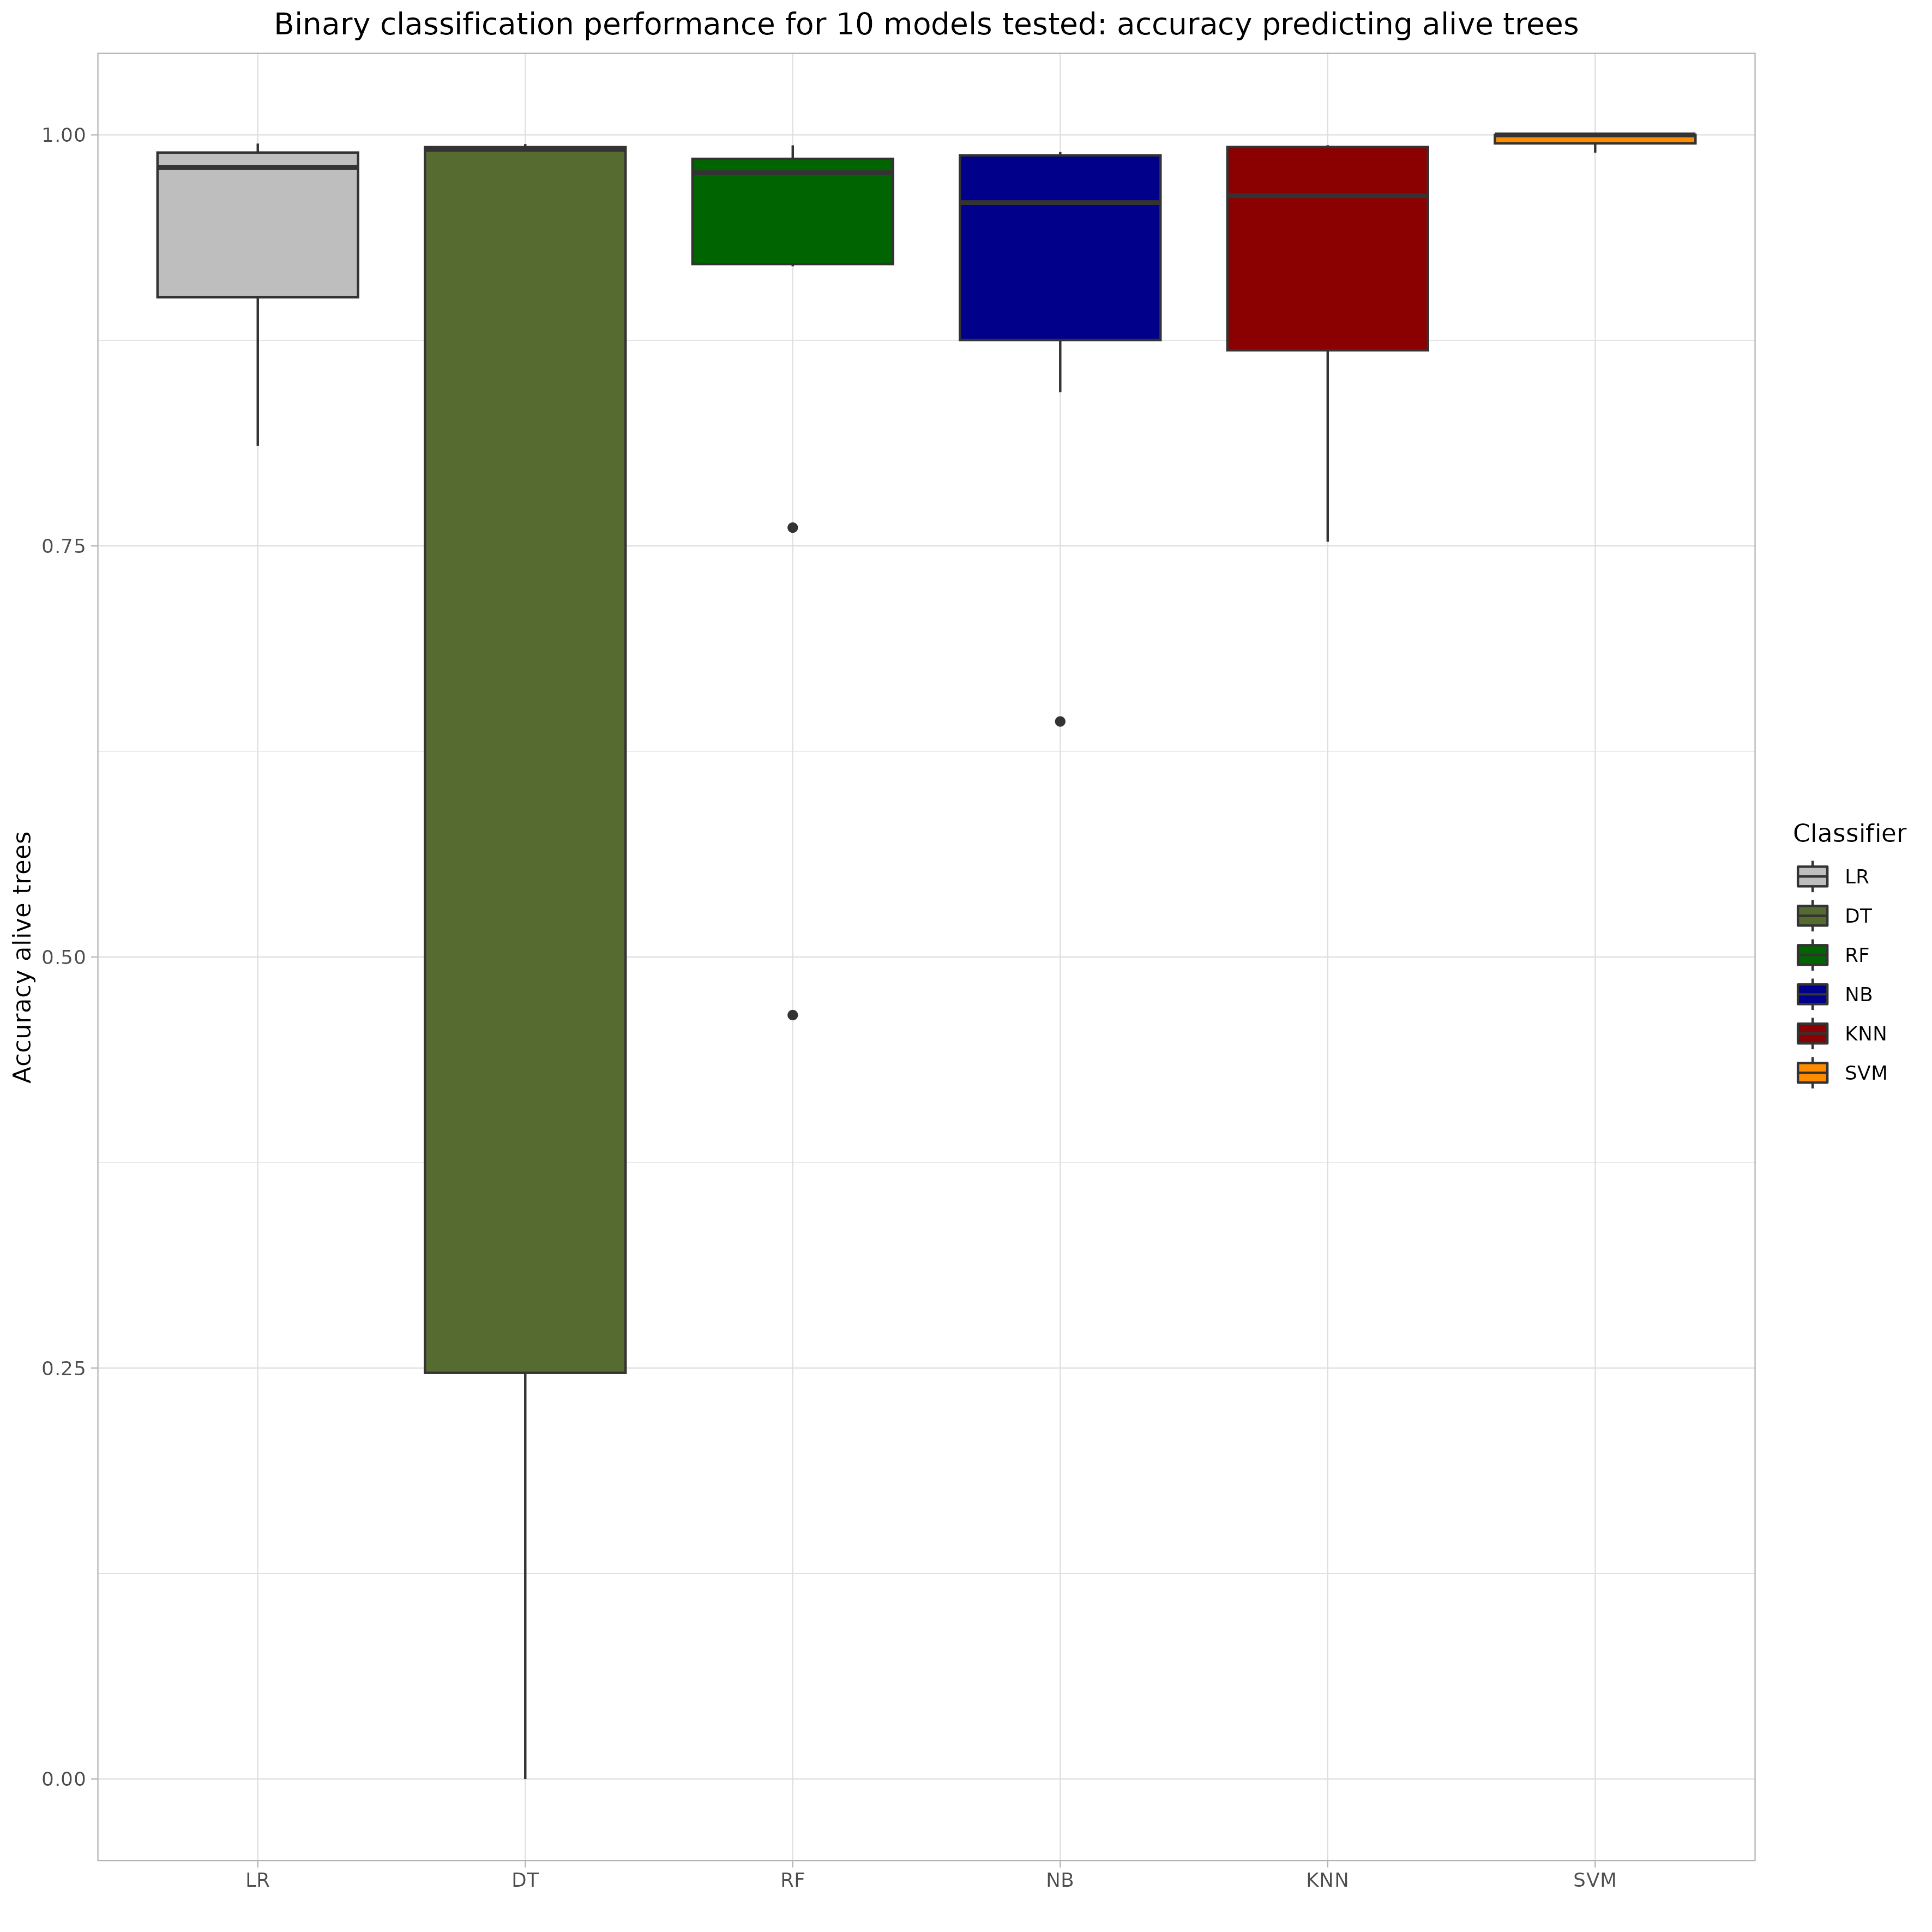 Binary classification performance for 10 models tested: accuracy predicting alive trees
Accuracy alive trees
1.00
0.75
0.50
0.25
0.00
LR
DT
RF
NB
KNN
SVM
Classifier
LR
DT
RF
NB
KNN
SVM